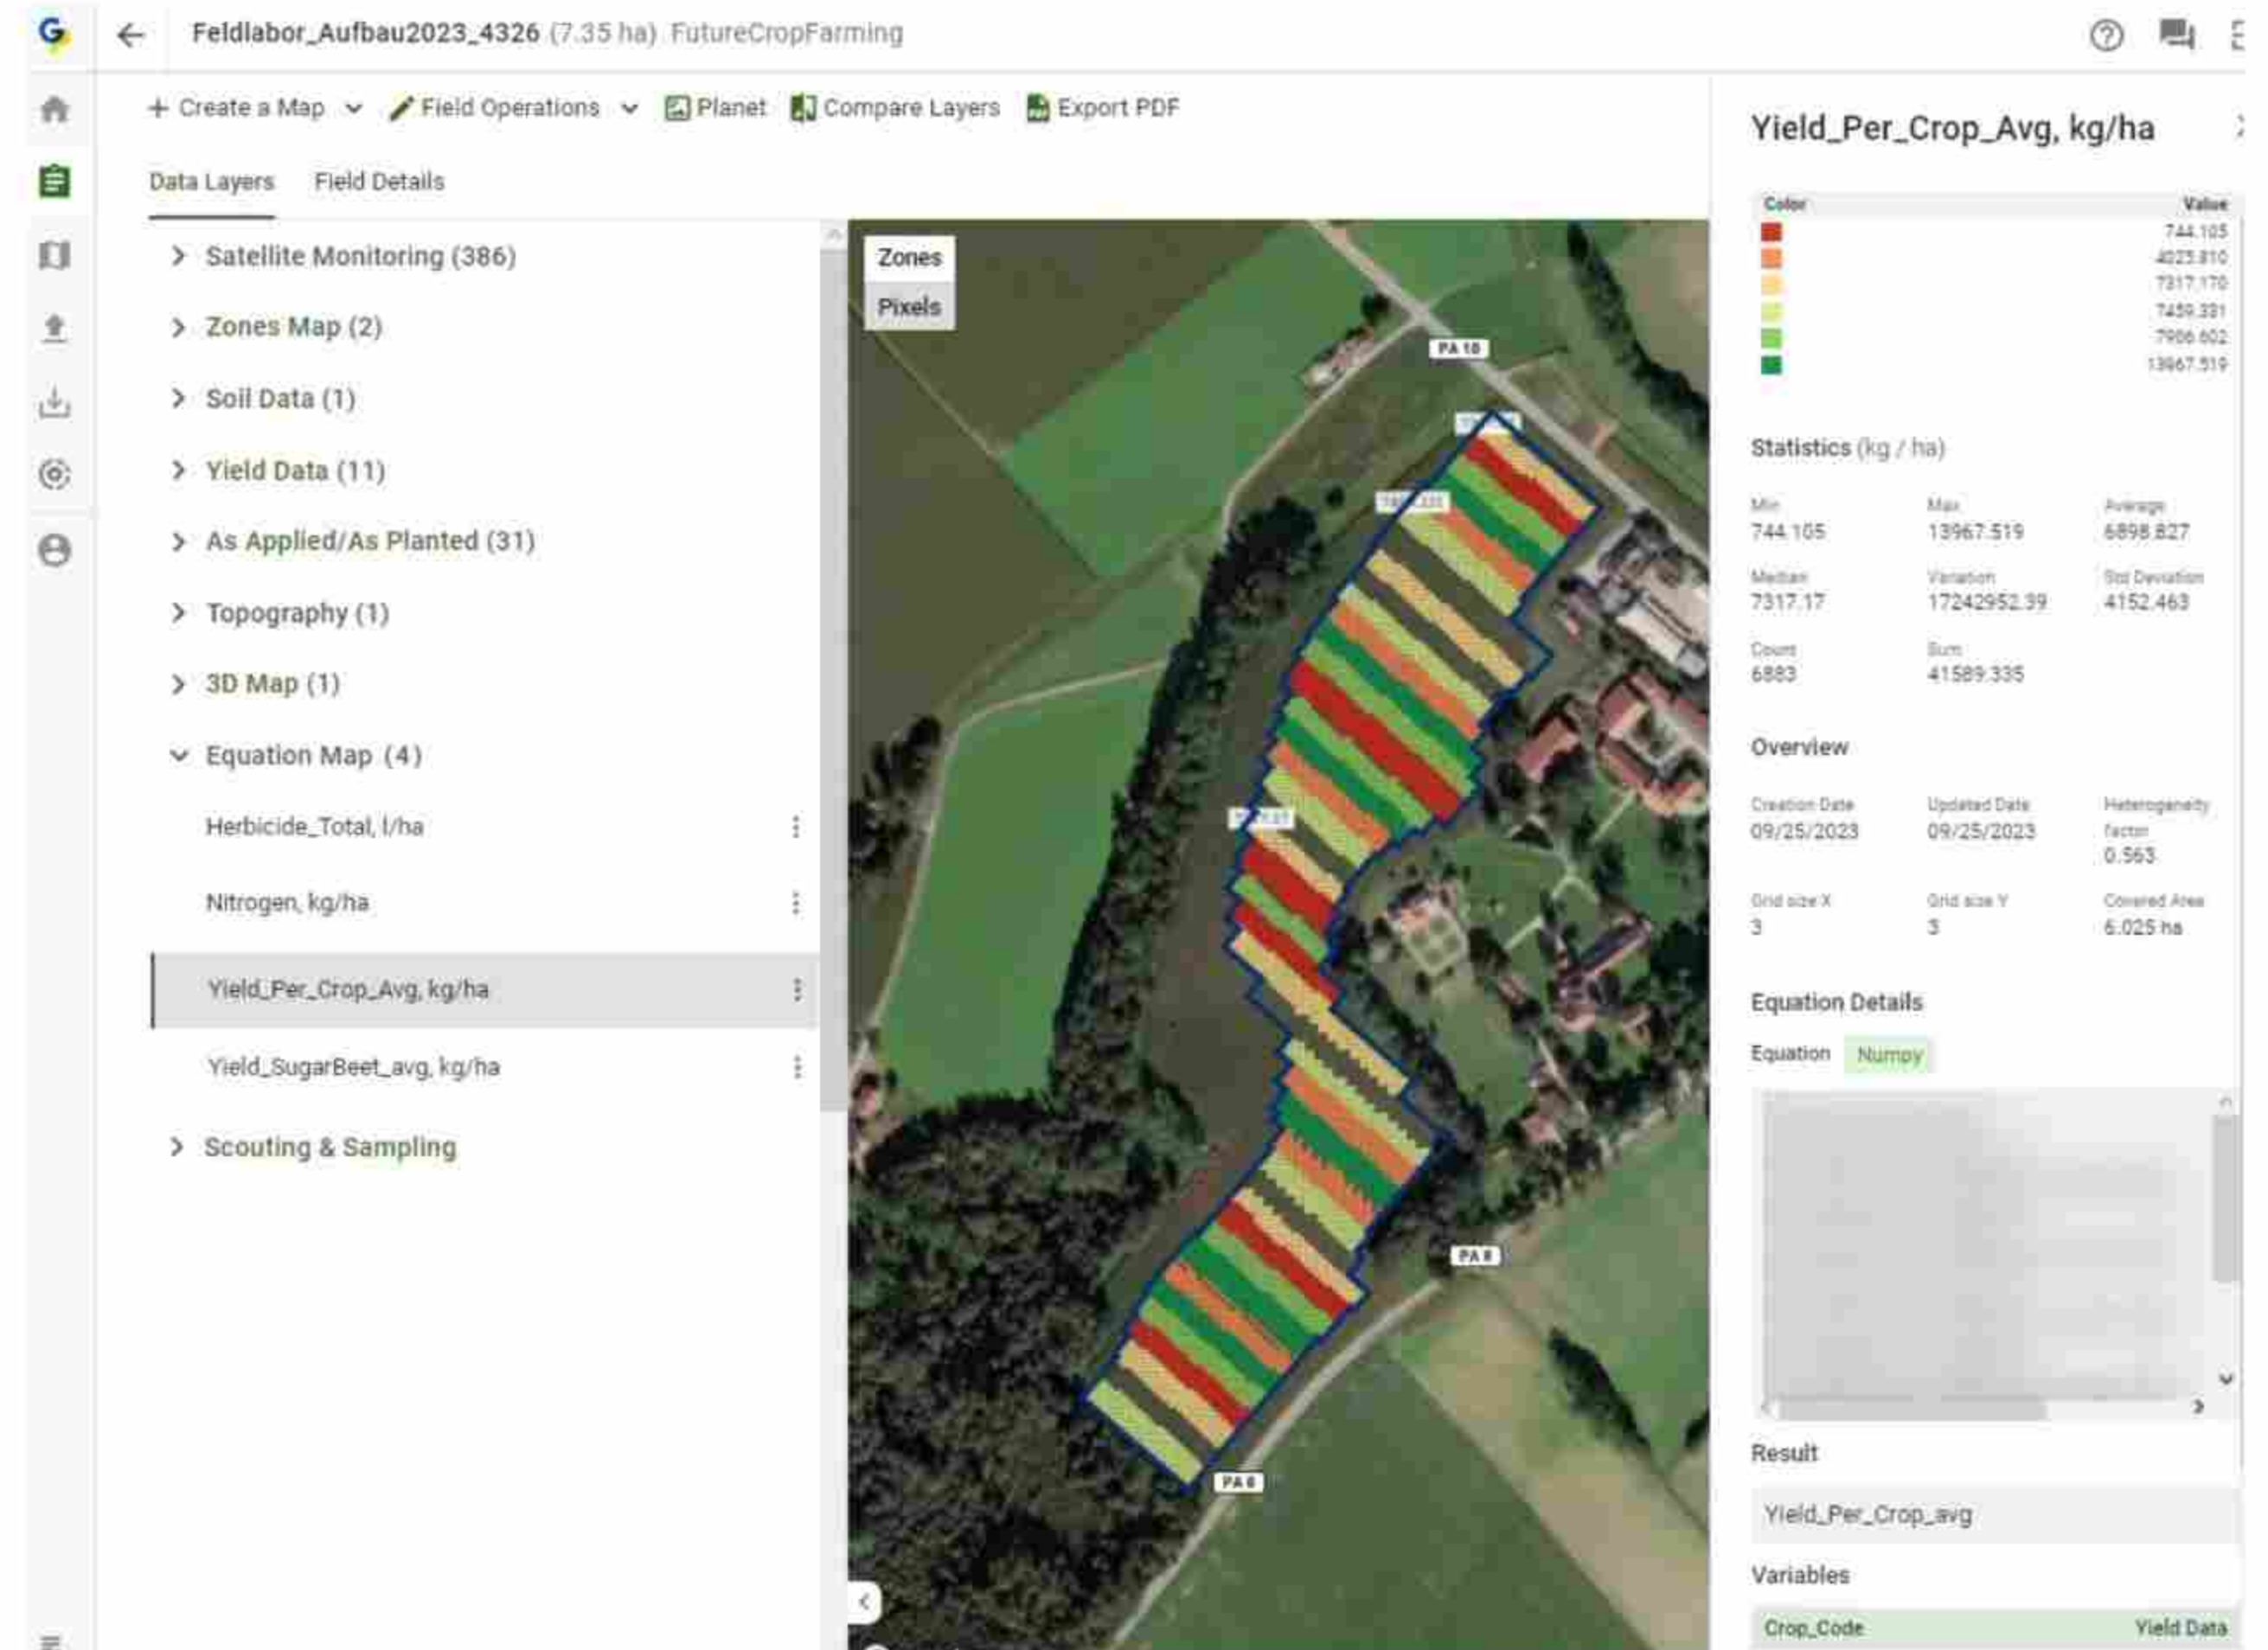 Feldlabor_Aufbau2023_4326 (7.35 ha) FutureCropFarming
+ Create a Map Field Operations Planet Compare Layers Export PDF
Data Layers Field Details
Satellite Monitoring (386)
Zones Map (2)
Soil Data (1)
Yield Data (11)
As Applied/As Planted (31)
Topography (1)
3D Map (1)
Equation Map (4)
Herbicide_Total, l/ha
Nitrogen, kg/ha
Yield_Per_Crop_Avg, kg/ha
Yield_SugarBeet_avg, kg/ha
Scouting & Sampling
Zones
Pixels
PA 10
PA 8
PA 6
Yield_Per_Crop_Avg, kg/ha
Color Value
744.105
4023.810
7317.170
7459.331
7906.602
13967.519
Statistics (kg / ha)
Min Max Average
744.105 13967.519 6898.827
Median Variation Std Deviation
7317.17 17242952.39 4152.463
Count Sum
6883 41589.335
Overview
Creation Date Updated Date Heterogeneity factor
09/25/2023 09/25/2023 0.563
Grid size X Grid size Y Covered Area
3 3 6.025 ha
Equation Details
Equation Numpy
Result
Yield_Per_Crop_avg
Variables
Crop_Code Yield Data